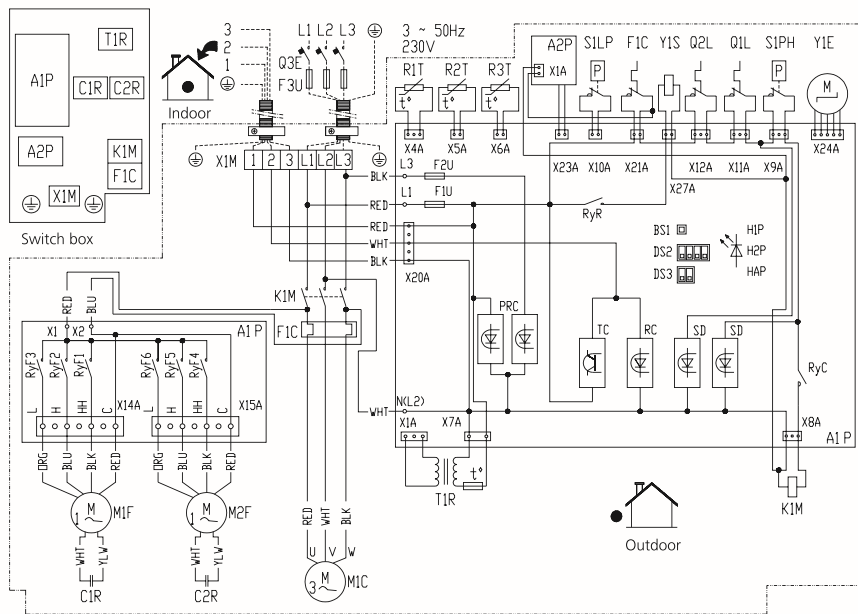 T1R
A1P
C1R C2R
A2P
K1M
F1C
X1M
Switch box
Indoor
3
2
1
L1 L2 L3
Q3E
F3U
3 ~ 50Hz
230V
R1T R2T R3T
t° t° t°
X4A X5A X6A
A2P
X1A
S1LP F1C Y1S Q2L Q1L S1PH Y1E
P P M
X23A X10A X21A X27A X12A X11A X9A X24A
X1M 1 2 3 L1 L2 L3
BLK L3 F2U
RED L1 F1U
RED
WHT
BLK
X20A
RyR
BS1
DS2
DS3
H1P
H2P
HAP
K1M
F1C
PRC
TC RC SD SD
RyC
RED BLU
X1 X2 A1P
RyF3 RyF2 RyF1 RyF6 RyF5 RyF4
L H HH C X14A
L H HH C X15A
ORG BLU BLK RED
ORG BLU BLK RED
M 1 M1F
M 1 M2F
WHT YLW
WHT YLW
C1R C2R
RED WHT BLK
U V W
M 3 M1C
WHT N(L2)
X1A X7A
T1R t°
X8A
A1P
K1M
Outdoor